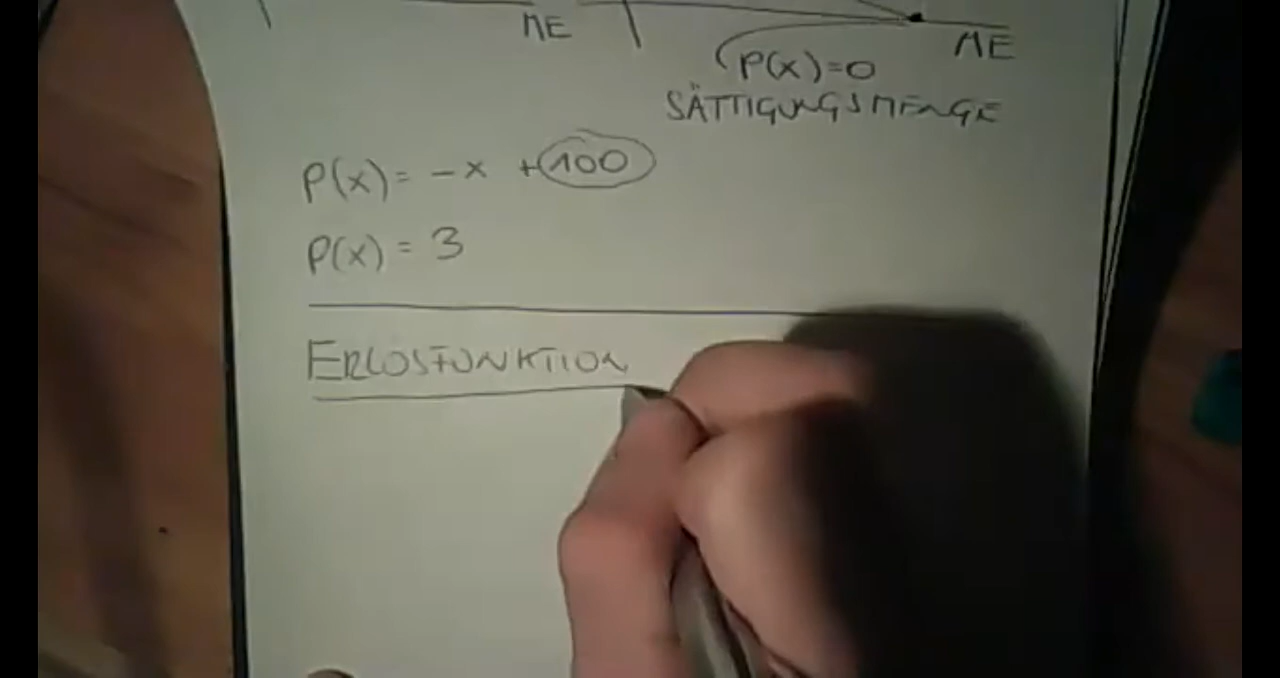 ME
ME
P(x)=0
SÄTTIGUNGSMENGE
P(x)= -x +100
P(x) = 3
ERLÖSFUNKTION